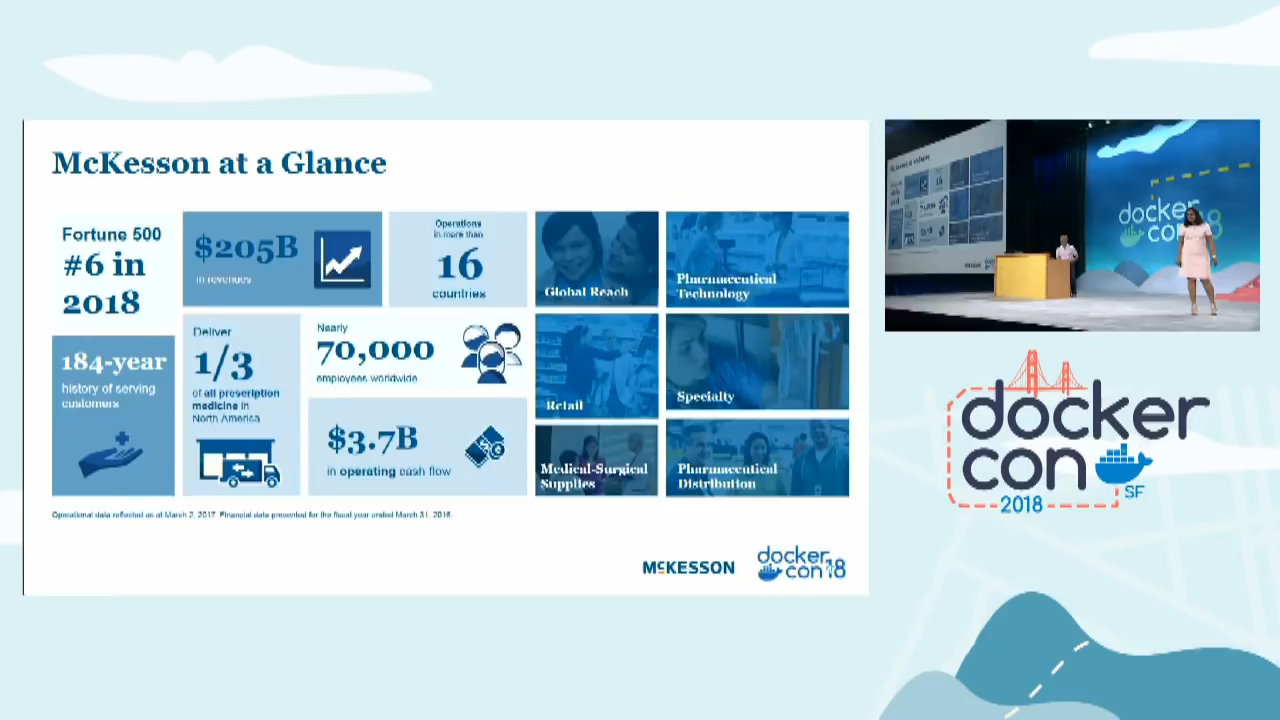 McKesson at a Glance
Fortune 500
#6 in
2018
184-year
history of serving
customers
$205B
in revenues
Operations
in more than
16
countries
Deliver
1/3
of all prescription
medicine in
North America
Nearly
70,000
employees worldwide
$3.7B
in operating cash flow
Global Reach
Pharmaceutical
Technology
Retail
Specialty
Medical-Surgical
Supplies
Pharmaceutical
Distribution
Operational data reflected as at March 2, 2017. Financial data presented for the fiscal year ended March 31,
McKESSON
docker
con18
docker
con 18
docker
con
2018
SF